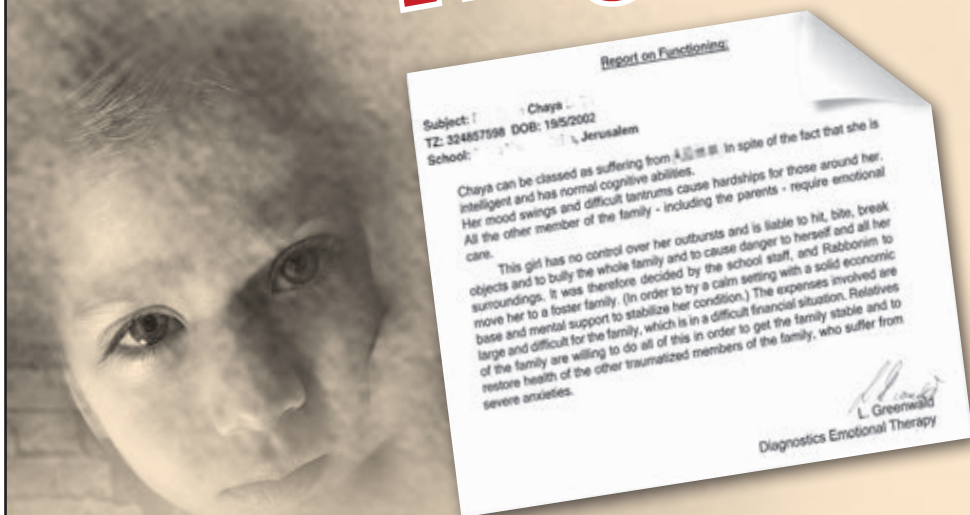 Report on Functioning:
Subject: Chaya
TZ: 324857598 DOB: 19/5/2002
School: , Jerusalem
Chaya can be classed as suffering from In spite of the fact that she is
intelligent and has normal cognitive abilities.
Her mood swings and difficult tantrums cause hardships for those around her.
All the other member of the family - including the parents - require emotional
care.
This girl has no control over her outbursts and is liable to hit, bite, break
objects and to bully the whole family and to cause danger to herself and all her
surroundings. It was therefore decided by the school staff, and Rabbonim to
move her to a foster family. (In order to try a calm setting with a solid economic
base and mental support to stabilize her condition.) The expenses involved are
large and difficult for the family, which is in a difficult financial situation. Relatives
of the family are willing to do all of this in order to get the family stable and to
restore health of the other traumatized members of the family, who suffer from
severe anxieties.
L. Greenwald
Diagnostics Emotional Therapy